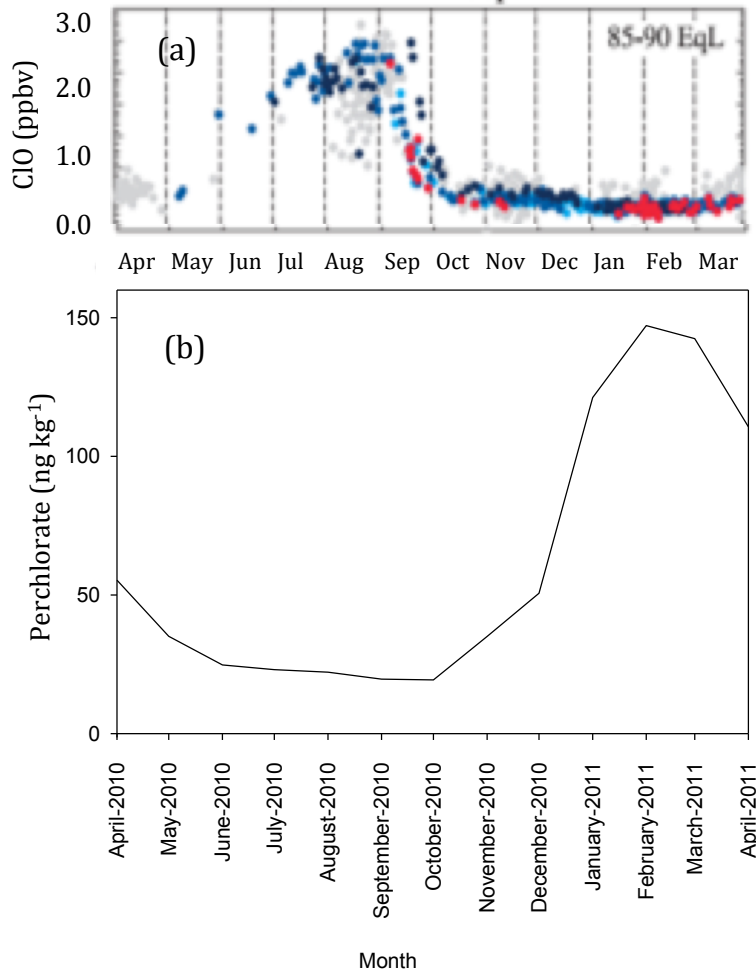 3.0
(a)
85-90 EqL
2.0
1.0
0.0
ClO (ppbv)
Apr May Jun Jul Aug Sep Oct Nov Dec Jan Feb Mar
150
(b)
100
50
0
Perchlorate (ng kg⁻¹)
April-2010
May-2010
June-2010
July-2010
August-2010
September-2010
October-2010
November-2010
December-2010
January-2011
February-2011
March-2011
April-2011
Month